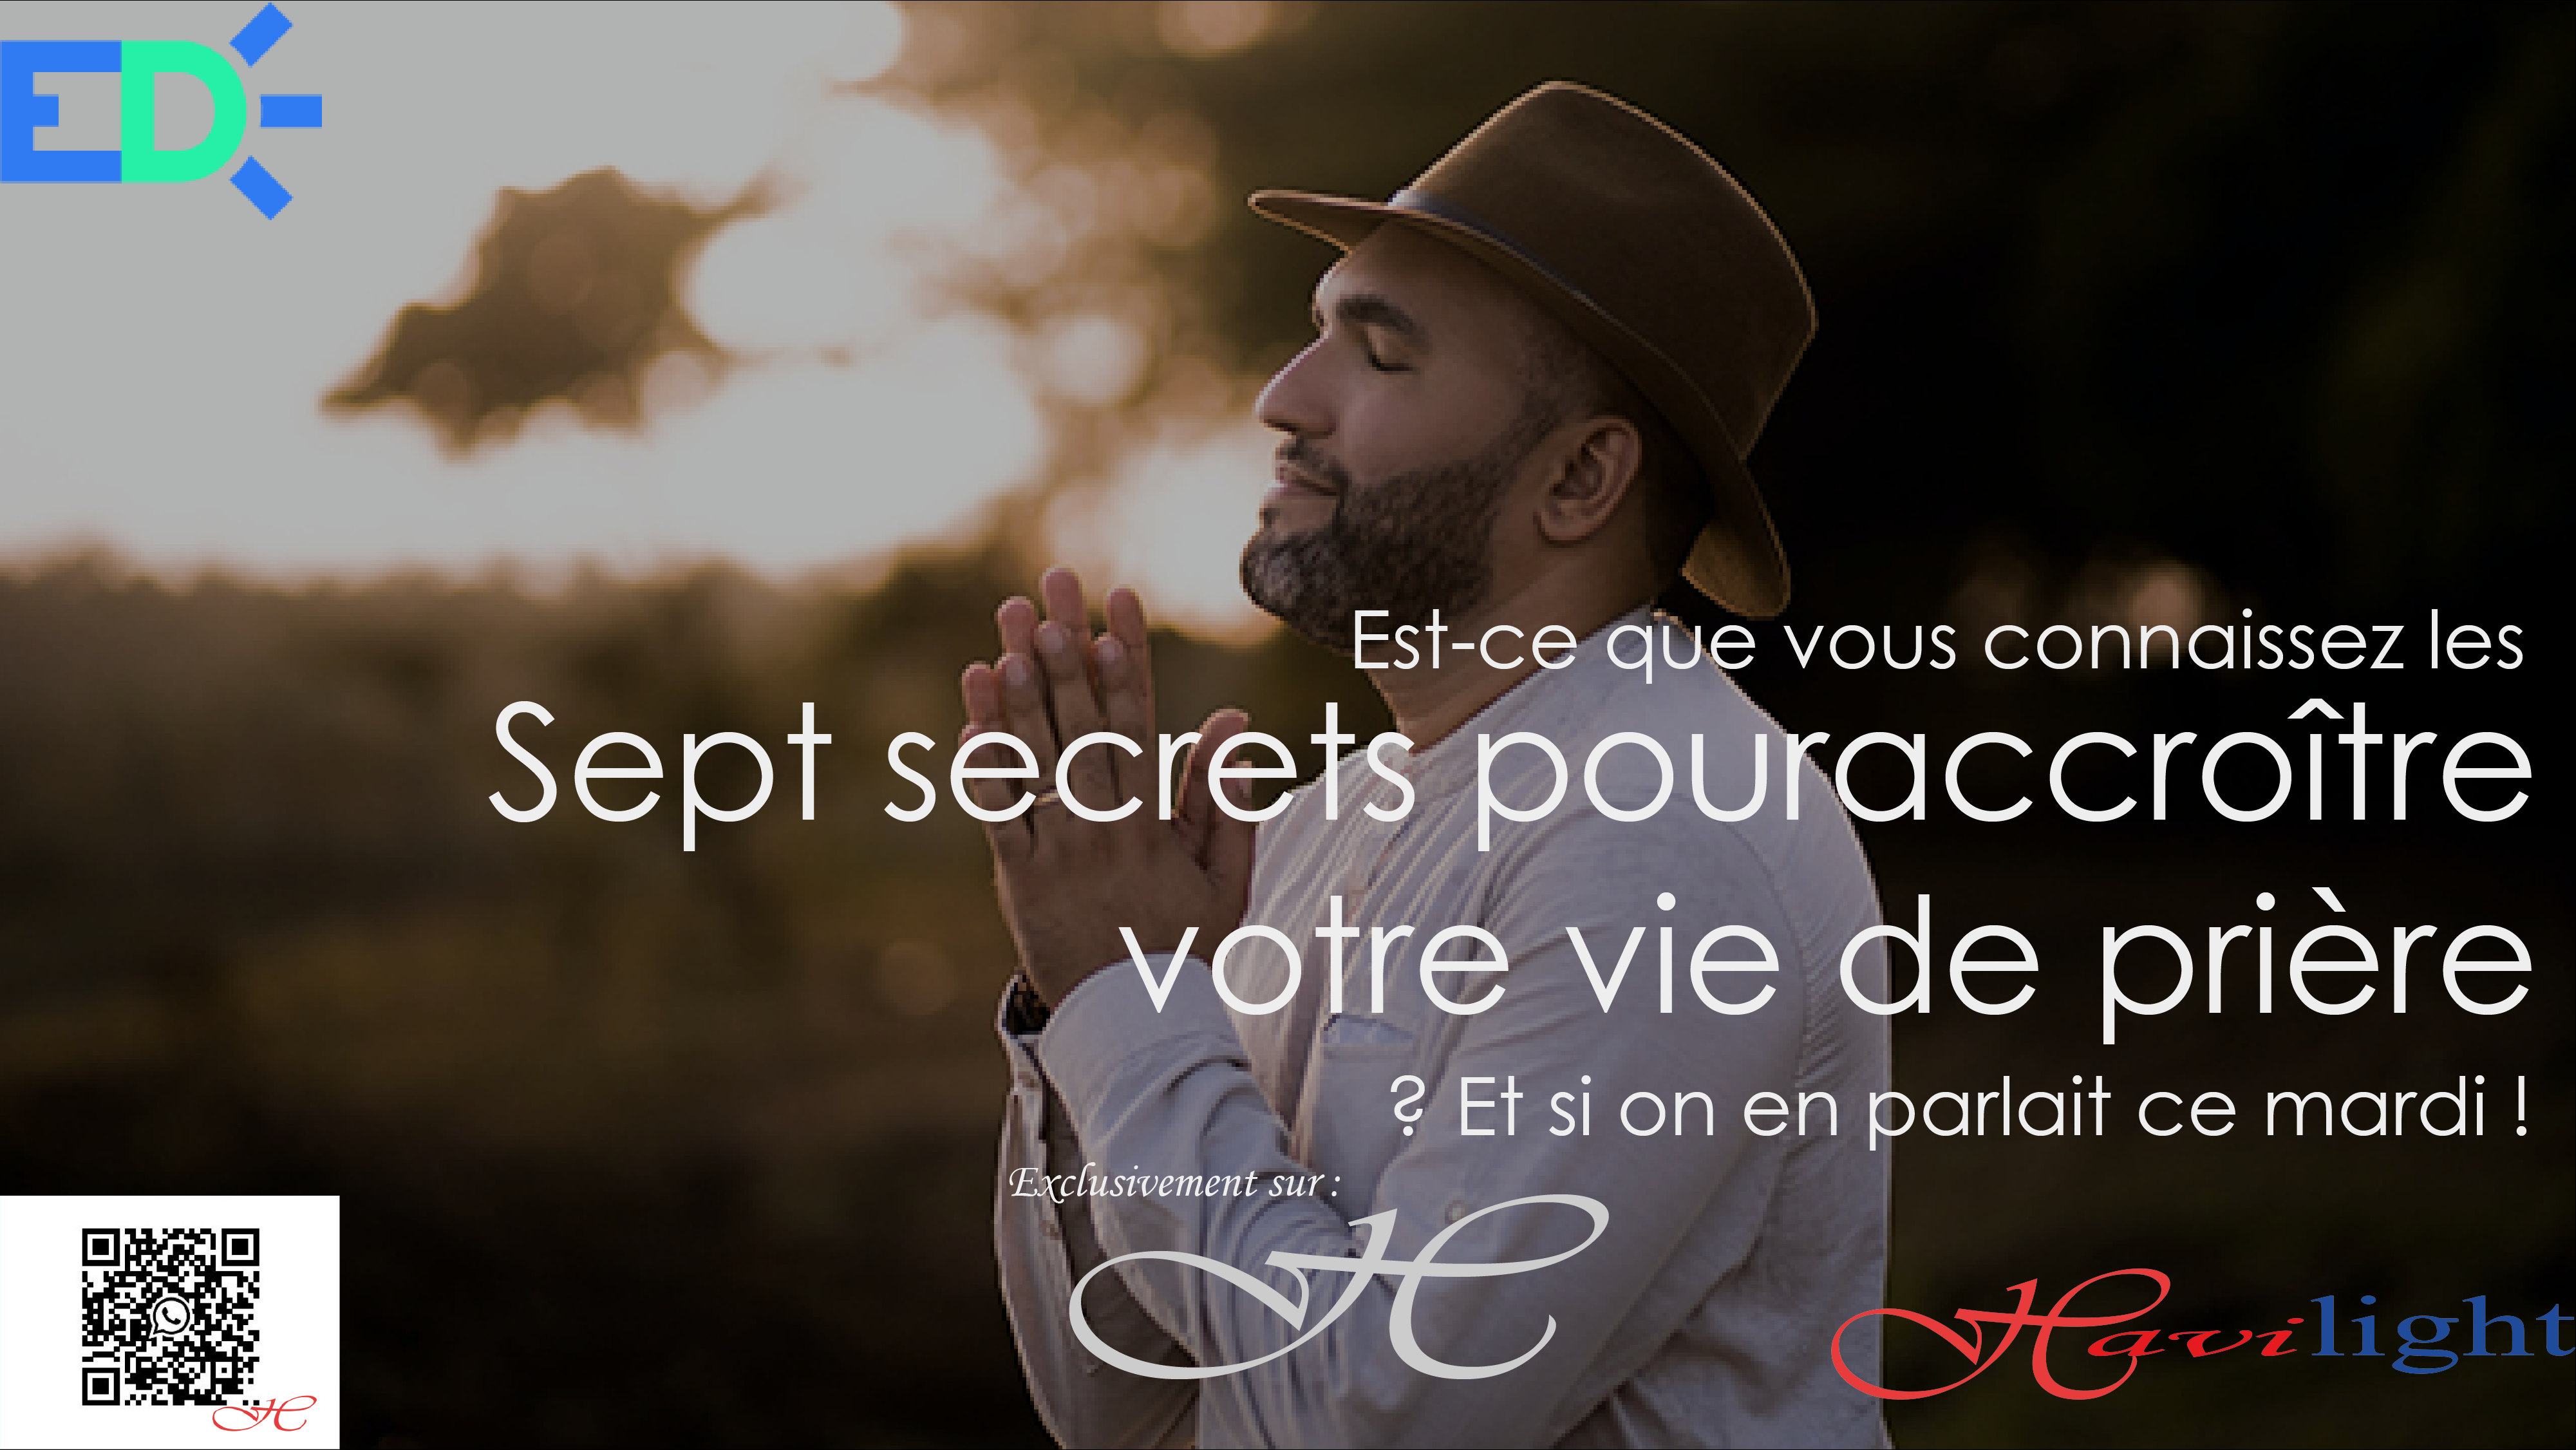 ED
Est-ce que vous connaissez les
Sept secrets pouraccroître
votre vie de prière
? Et si on en parlait ce mardi !
Exclusivement sur :
H
Havilight
H